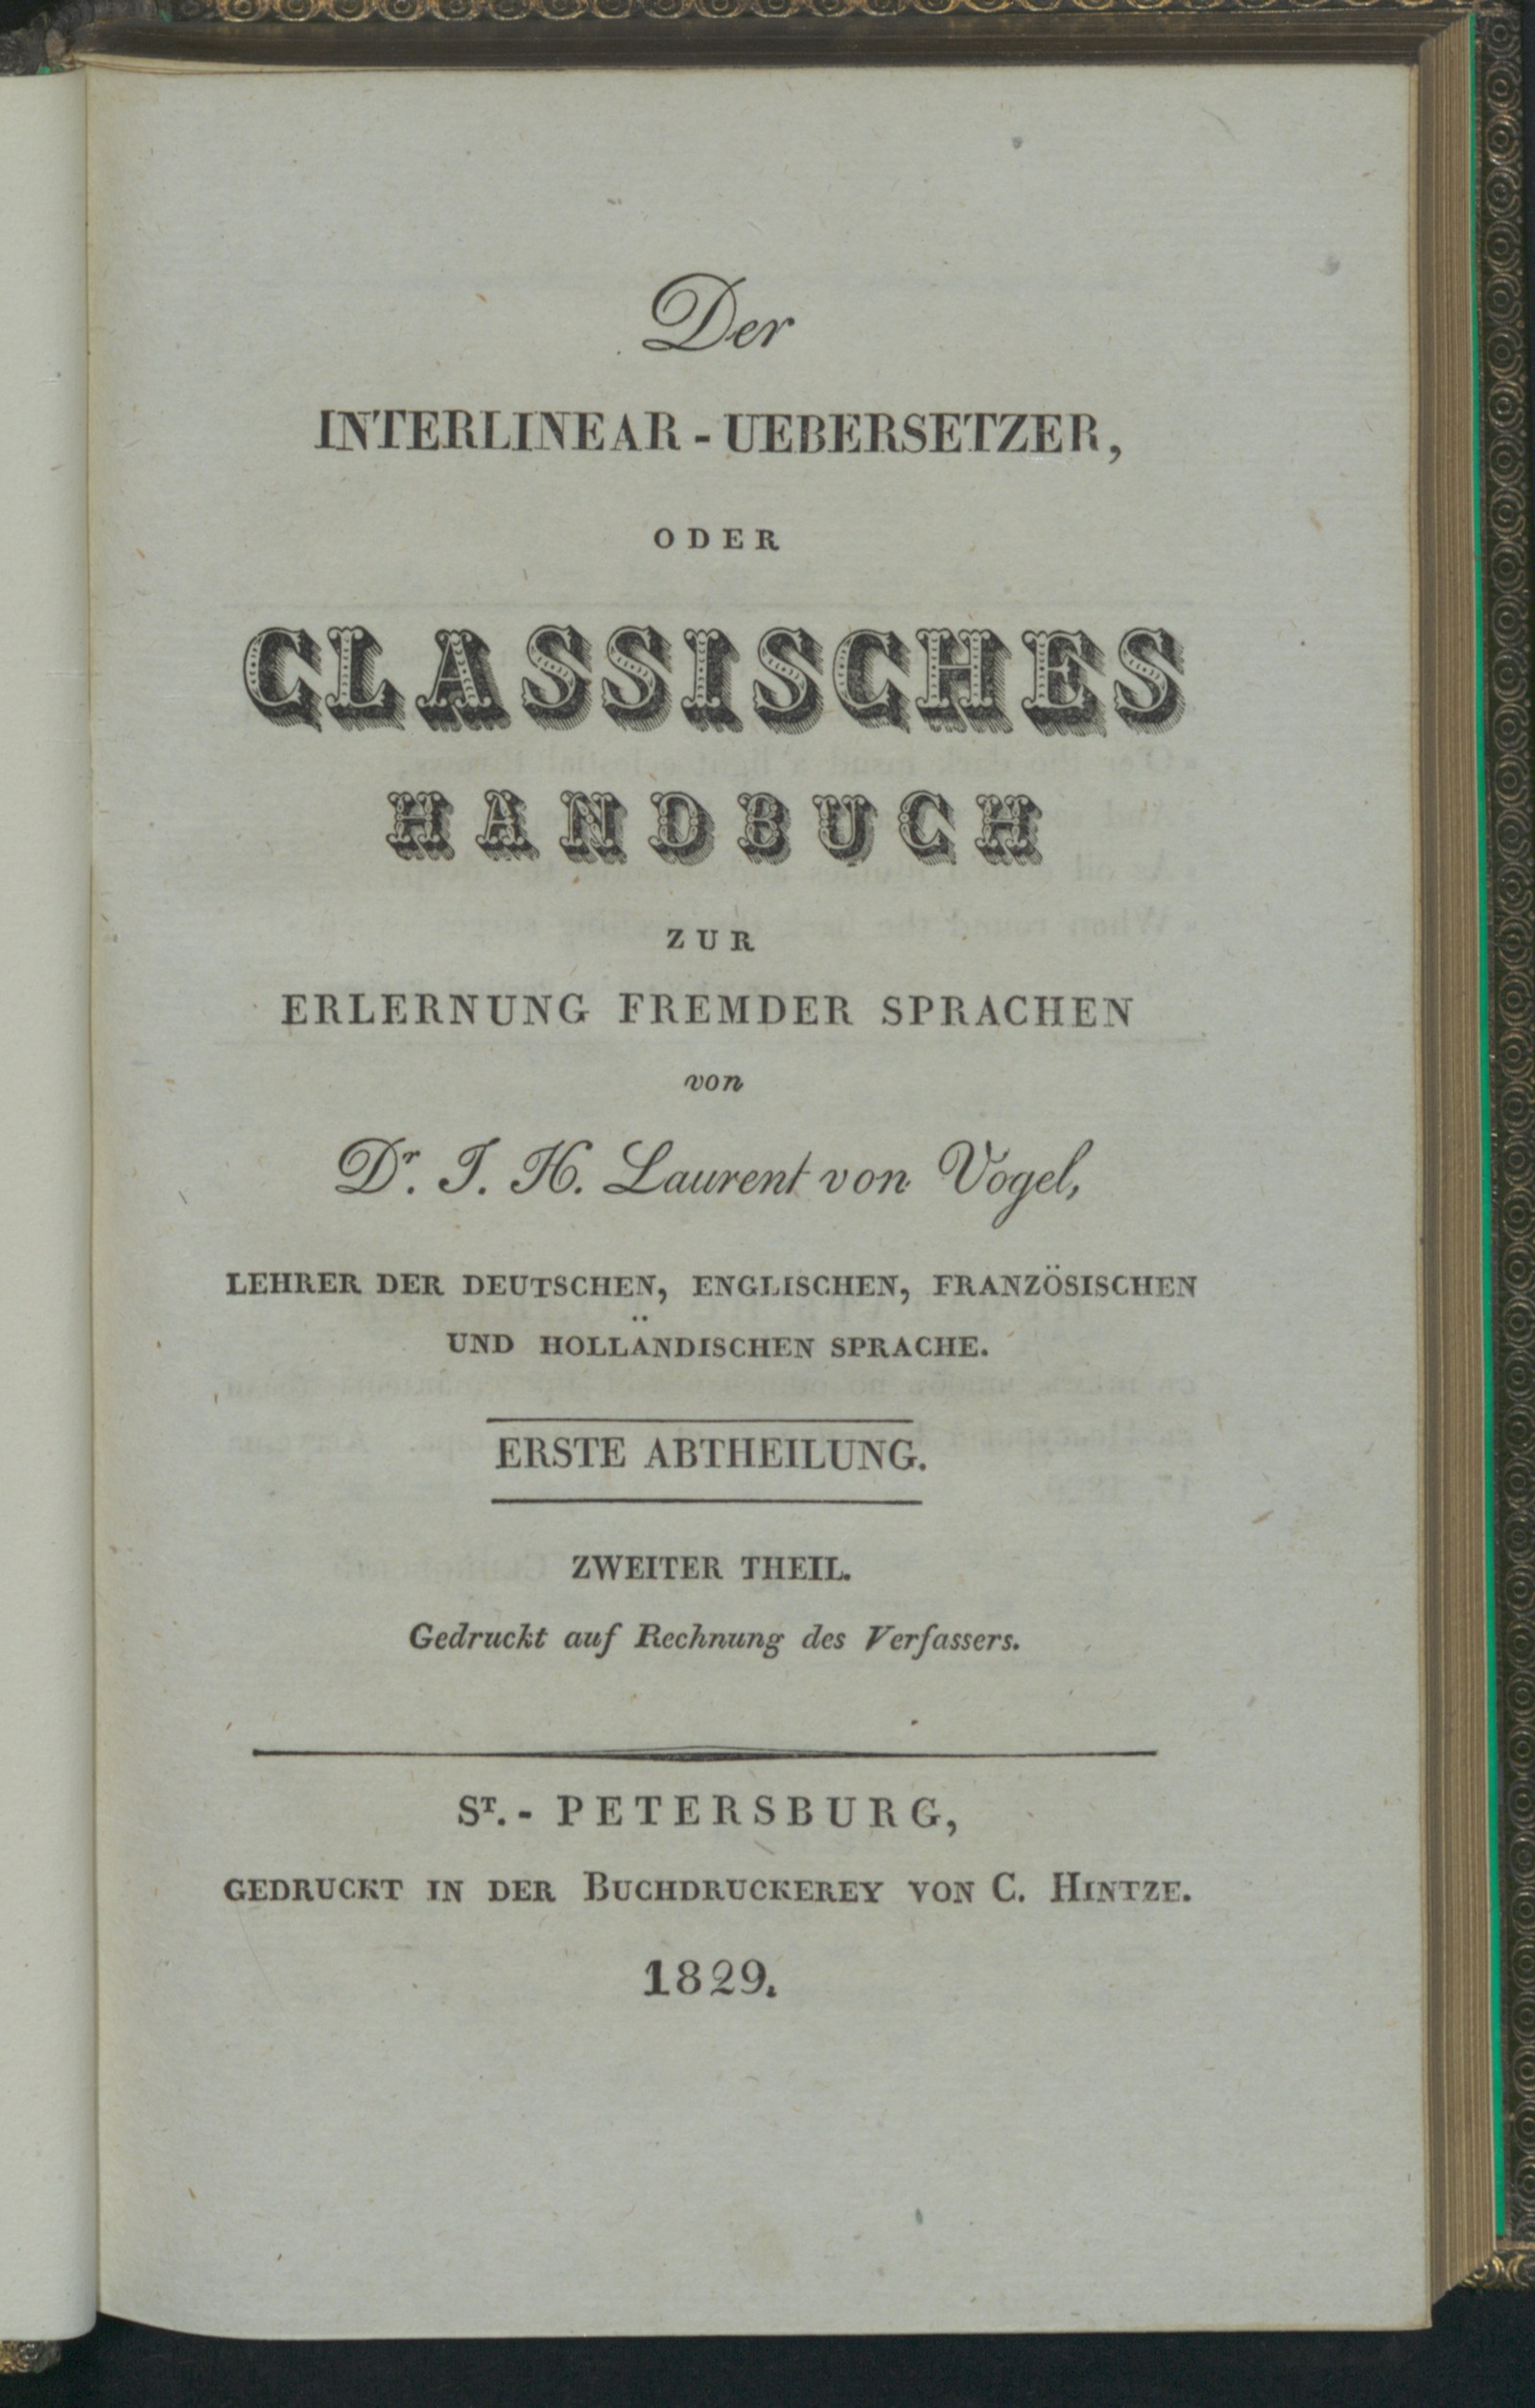 Der
INTERLINEAR-UEBERSETZER,
ODER
CLASSISCHES
HANDBUCH
ZUR
ERLERNUNG FREMDER SPRACHEN
von
Dr. J. H. Laurent von Vogel,
LEHRER DER DEUTSCHEN, ENGLISCHEN, FRANZÖSISCHEN
UND HOLLÄNDISCHEN SPRACHE.
ERSTE ABTHEILUNG.
ZWEITER THEIL.
Gedruckt auf Rechnung des Verfassers.
ST.-PETERSBURG,
GEDRUCKT IN DER BUCHDRUCKEREY VON C. HINTZE.
1829.